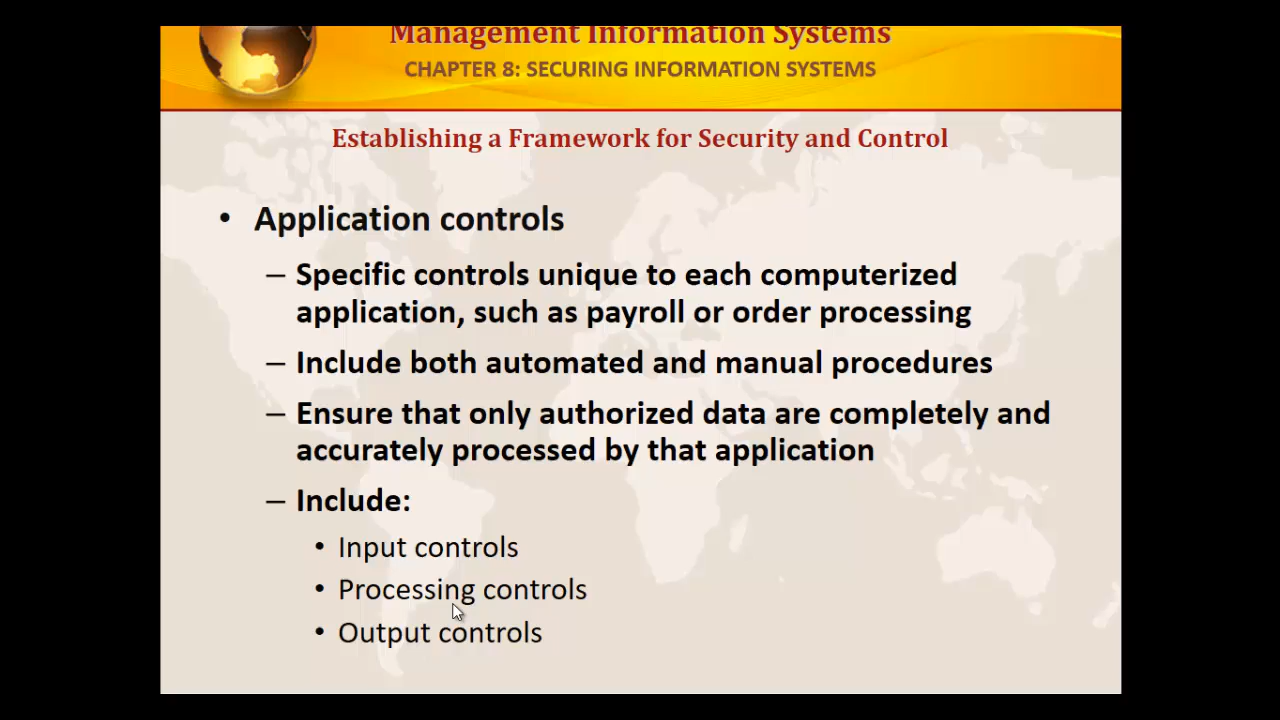 Management Information Systems
CHAPTER 8: SECURING INFORMATION SYSTEMS
Establishing a Framework for Security and Control
• Application controls
– Specific controls unique to each computerized
application, such as payroll or order processing
– Include both automated and manual procedures
– Ensure that only authorized data are completely and
accurately processed by that application
– Include:
• Input controls
• Processing controls
• Output controls